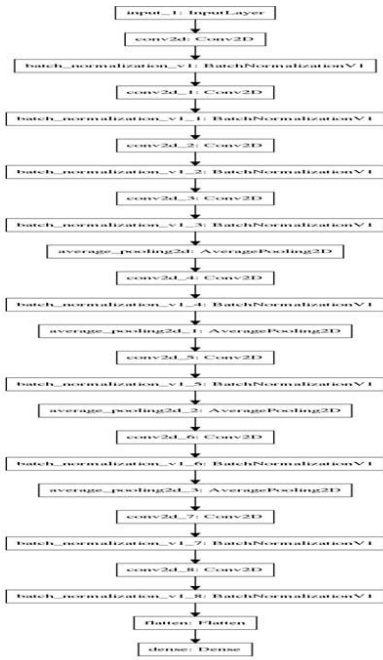 input_1: InputLayer
conv2d: Conv2D
batch_normalization_v1: BatchNormalizationV1
conv2d_1: Conv2D
batch_normalization_v1_1: BatchNormalizationV1
conv2d_2: Conv2D
batch_normalization_v1_2: BatchNormalizationV1
conv2d_3: Conv2D
batch_normalization_v1_3: BatchNormalizationV1
average_pooling2d: AveragePooling2D
conv2d_4: Conv2D
batch_normalization_v1_4: BatchNormalizationV1
average_pooling2d_1: AveragePooling2D
conv2d_5: Conv2D
batch_normalization_v1_5: BatchNormalizationV1
average_pooling2d_2: AveragePooling2D
conv2d_6: Conv2D
batch_normalization_v1_6: BatchNormalizationV1
average_pooling2d_3: AveragePooling2D
conv2d_7: Conv2D
batch_normalization_v1_7: BatchNormalizationV1
conv2d_8: Conv2D
batch_normalization_v1_8: BatchNormalizationV1
flatten: Flatten
dense: Dense